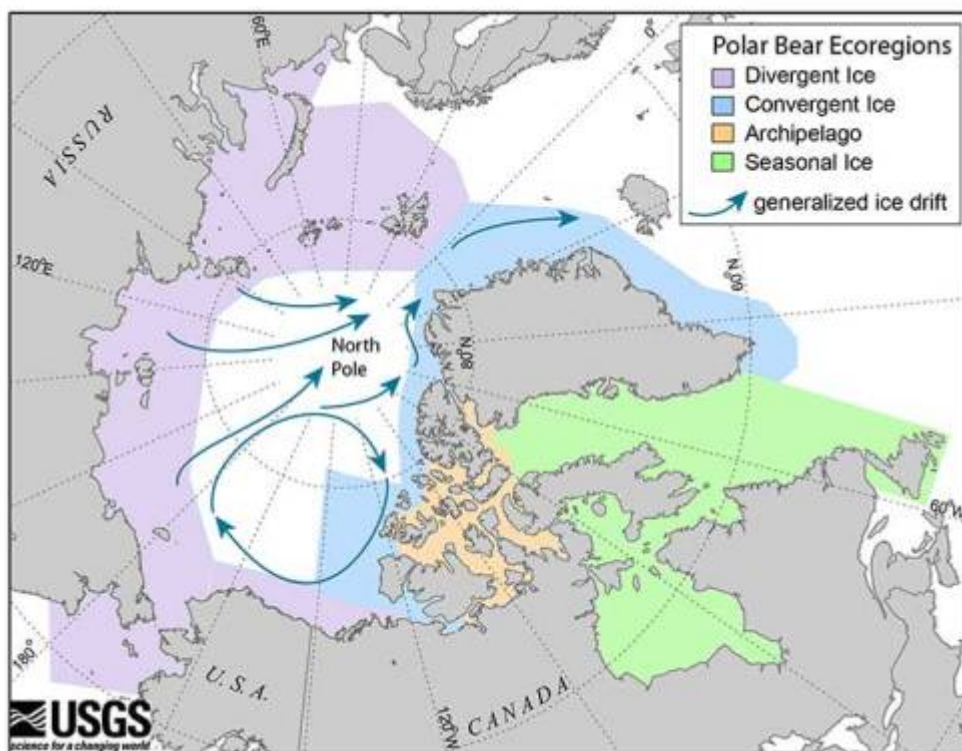 Polar Bear Ecoregions
Divergent Ice
Convergent Ice
Archipelago
Seasonal Ice
generalized ice drift
60°E
0°
RUSSIA
120°E
60°N
North
Pole
80°N
60°W
180°
U.S.A.
120°W
CANADA
USGS
science for a changing world